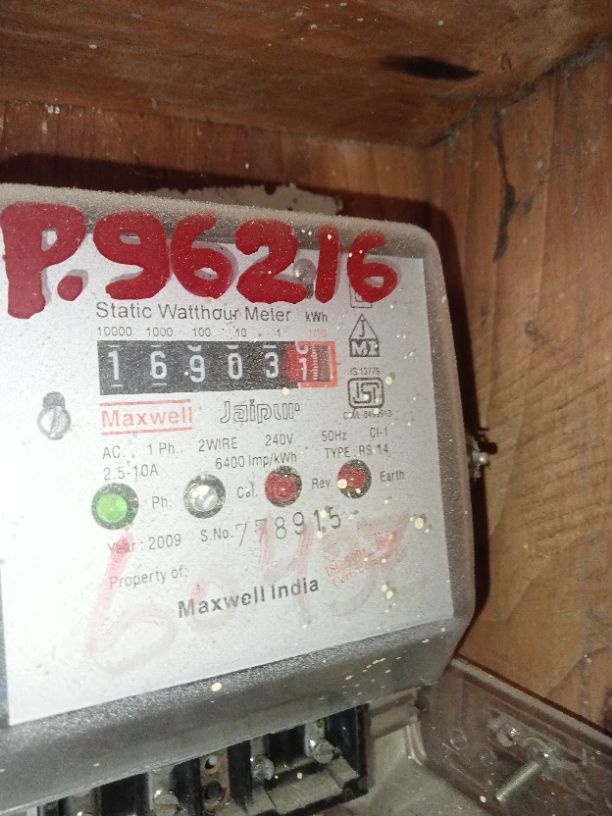 P.96216
Static Watthour Meter kWh
10000 1000 100 10 1 1/10
1 6 9 0 3 1
Maxwell Jaipur
IS 13779
AC. 1 Ph. 2WIRE 240V 50Hz Cl-1
2.5-10A 6400 Imp/kWh TYPE: RS 14
Ph. Cal. Rev. Earth
Year: 2009 S.No. 778915
Property of:
Maxwell India